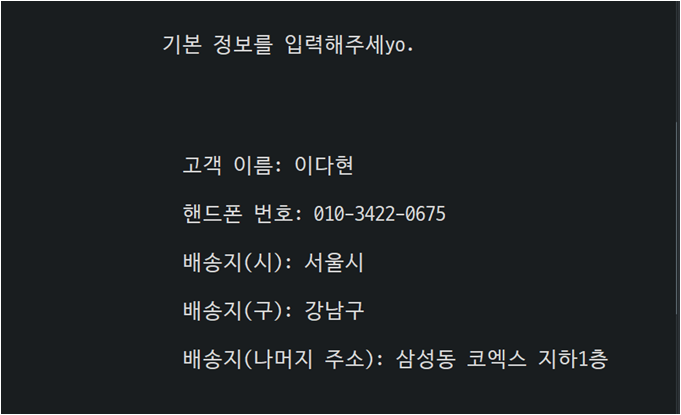 기본 정보를 입력해주세yo.
고객 이름: 이다현
핸드폰 번호: 010-3422-0675
배송지(시): 서울시
배송지(구): 강남구
배송지(나머지 주소): 삼성동 코엑스 지하1층